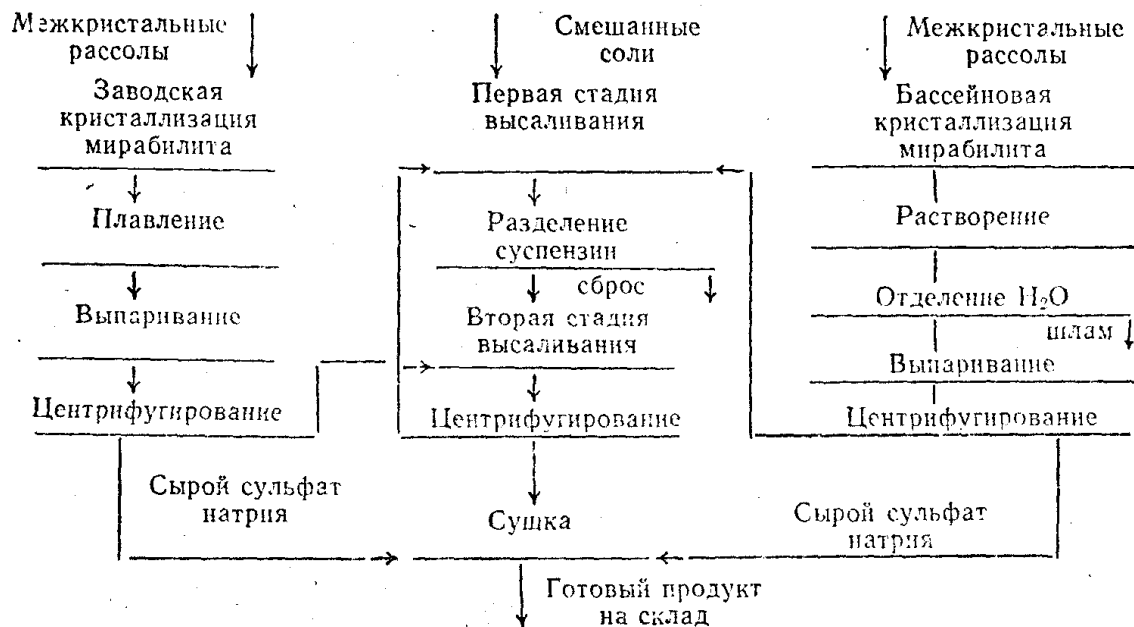 Межкристальные
рассолы
Смешанные
соли
Межкристальные
рассолы
Заводская
кристаллизация
мирабилита
Первая стадия
высаливания
Бассейновая
кристаллизация
мирабилита
Плавление
Разделение
суспензии
Растворение
сброс
Отделение H₂O
шлам
Выпаривание
Вторая стадия
высаливания
Выпаривание
Центрифугирование
Центрифугирование
Центрифугирование
Сырой сульфат
натрия
Сушка
Сырой сульфат
натрия
Готовый продукт
на склад